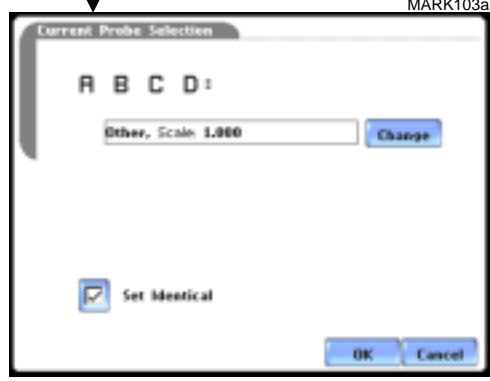 MARK103a
Current Probe Selection
A B C D:
Other, Scale 1.000
Change
Set Identical
OK
Cancel